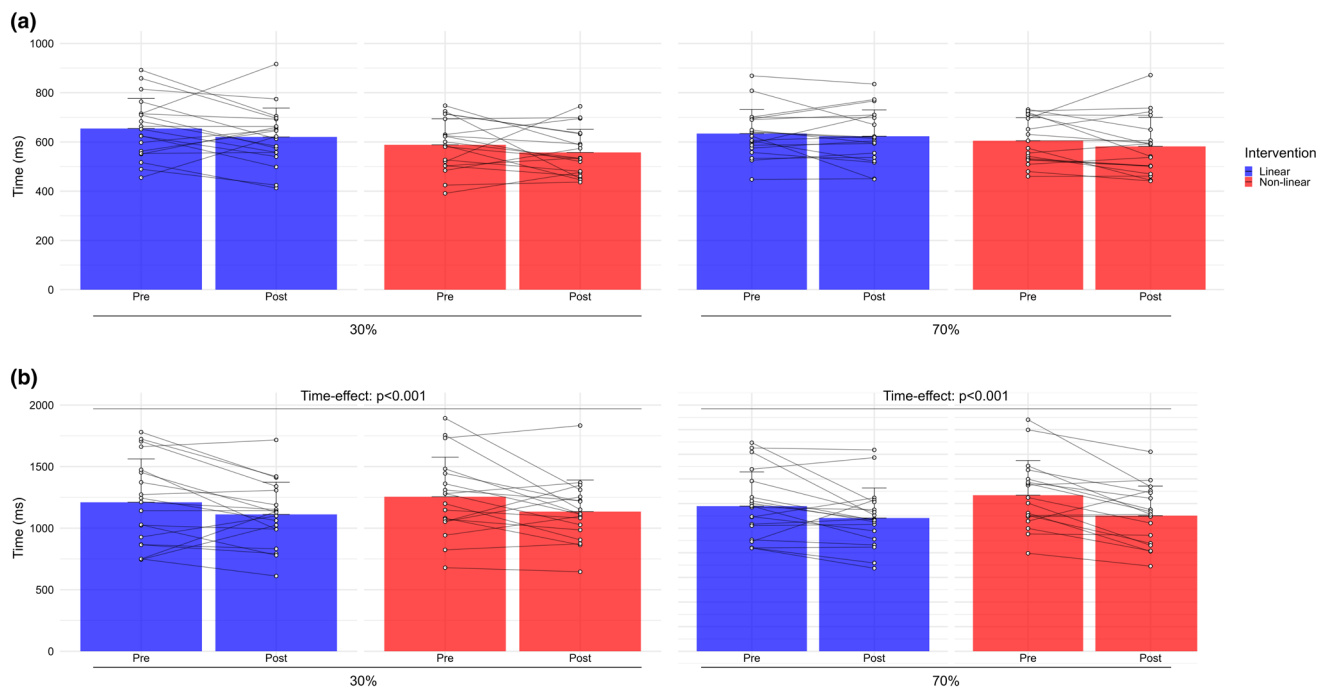 (a)
1000
800
600
400
200
0
Time (ms)
Pre Post Pre Post Pre Post Pre Post
30% 70%
Intervention
Linear
Non-linear
(b)
Time-effect: p<0.001 Time-effect: p<0.001
2000
1500
1000
500
0
Time (ms)
Pre Post Pre Post Pre Post Pre Post
30% 70%